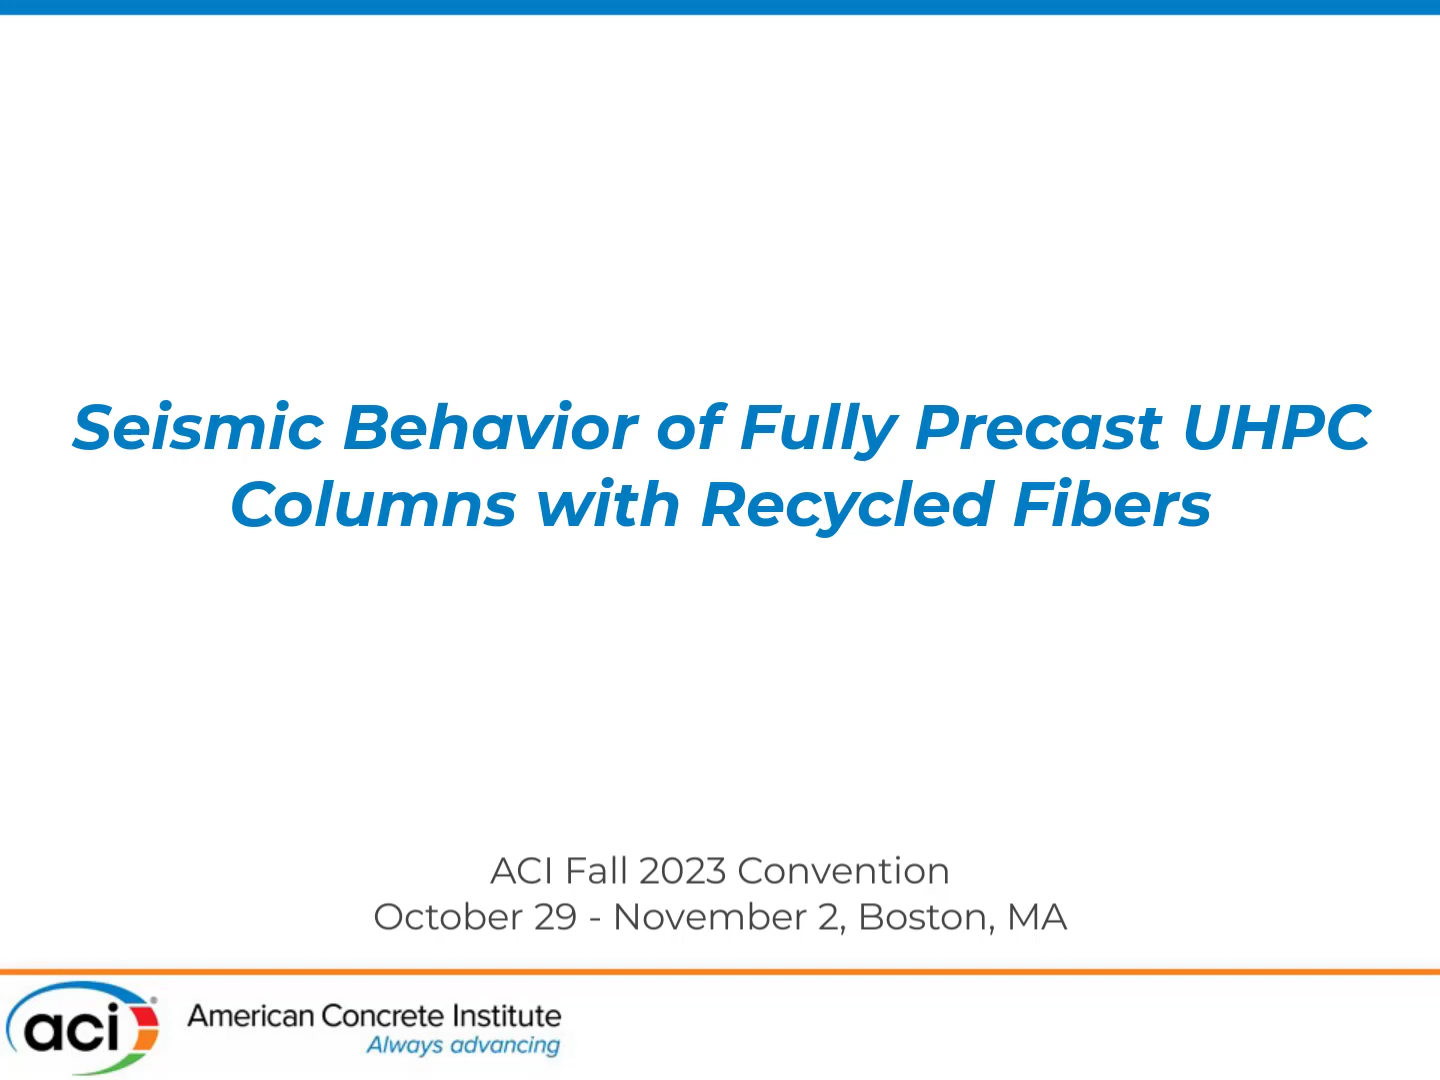 Seismic Behavior of Fully Precast UHPC
Columns with Recycled Fibers
ACI Fall 2023 Convention
October 29 - November 2, Boston, MA
aci®
American Concrete Institute
Always advancing